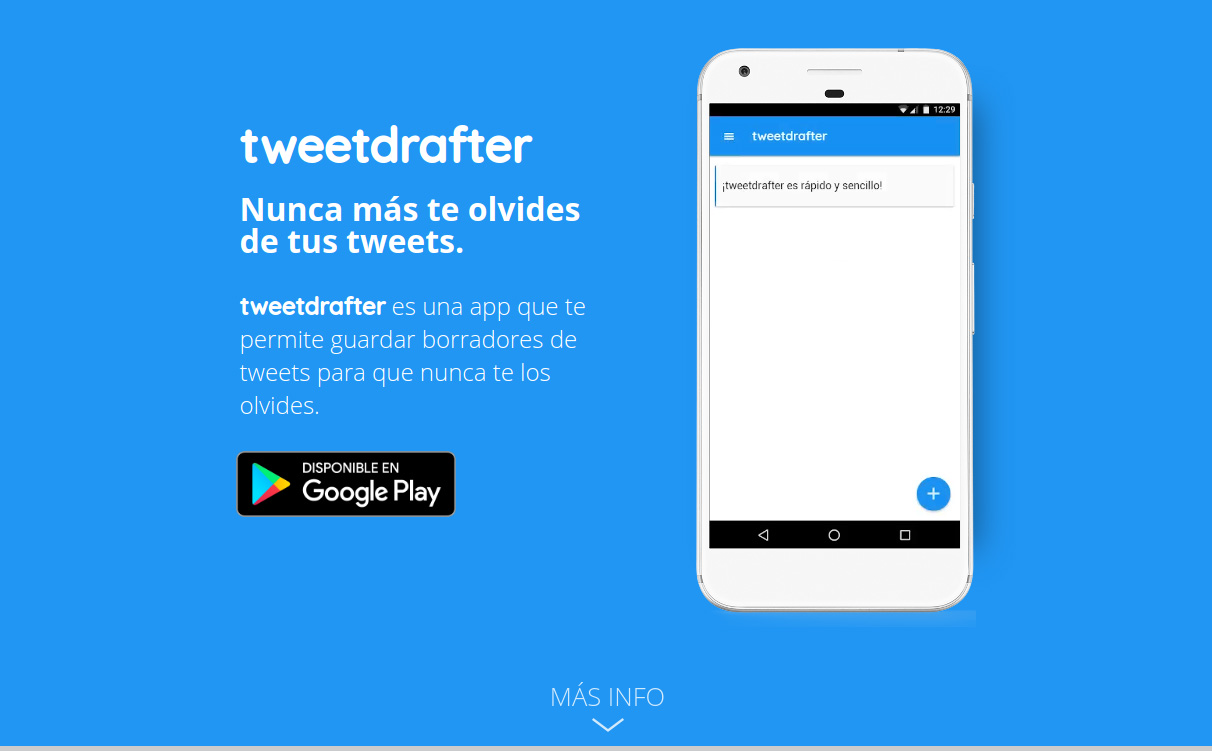 tweetdrafter
Nunca más te olvides
de tus tweets.
tweetdrafter es una app que te
permite guardar borradores de
tweets para que nunca te los
olvides.
DISPONIBLE EN
Google Play
12:29
tweetdrafter
¡tweetdrafter es rápido y sencillo!
MÁS INFO